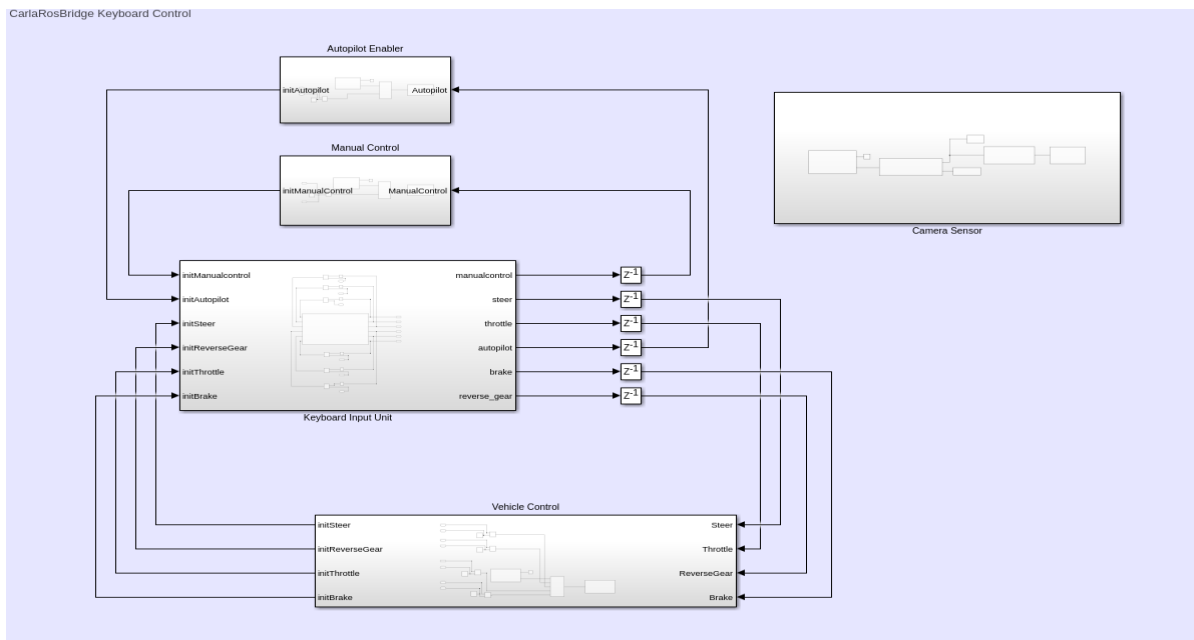 CarlaRosBridge Keyboard Control
Autopilot Enabler
initAutopilot
Autopilot
Manual Control
initManualControl
ManualControl
Camera Sensor
initManualcontrol
manualcontrol
z-1
initAutopilot
steer
z-1
initSteer
throttle
z-1
initReverseGear
autopilot
z-1
initThrottle
brake
z-1
initBrake
reverse_gear
z-1
Keyboard Input Unit
Vehicle Control
initSteer
Steer
initReverseGear
Throttle
initThrottle
ReverseGear
initBrake
Brake